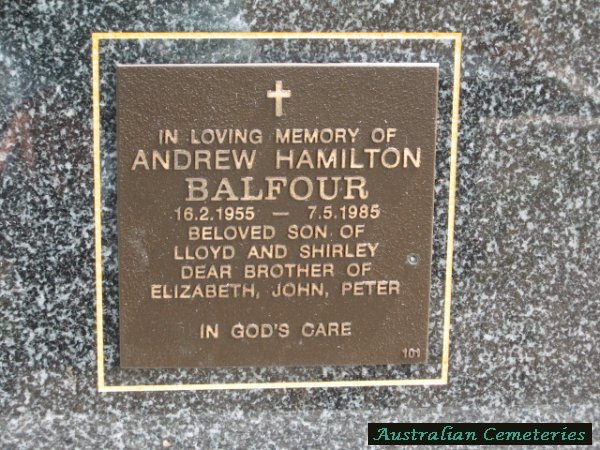 IN LOVING MEMORY OF
ANDREW HAMILTON
BALFOUR
16.2.1955 — 7.5.1985
BELOVED SON OF
LLOYD AND SHIRLEY
DEAR BROTHER OF
ELIZABETH, JOHN, PETER
IN GOD'S CARE
101
Australian Cemeteries